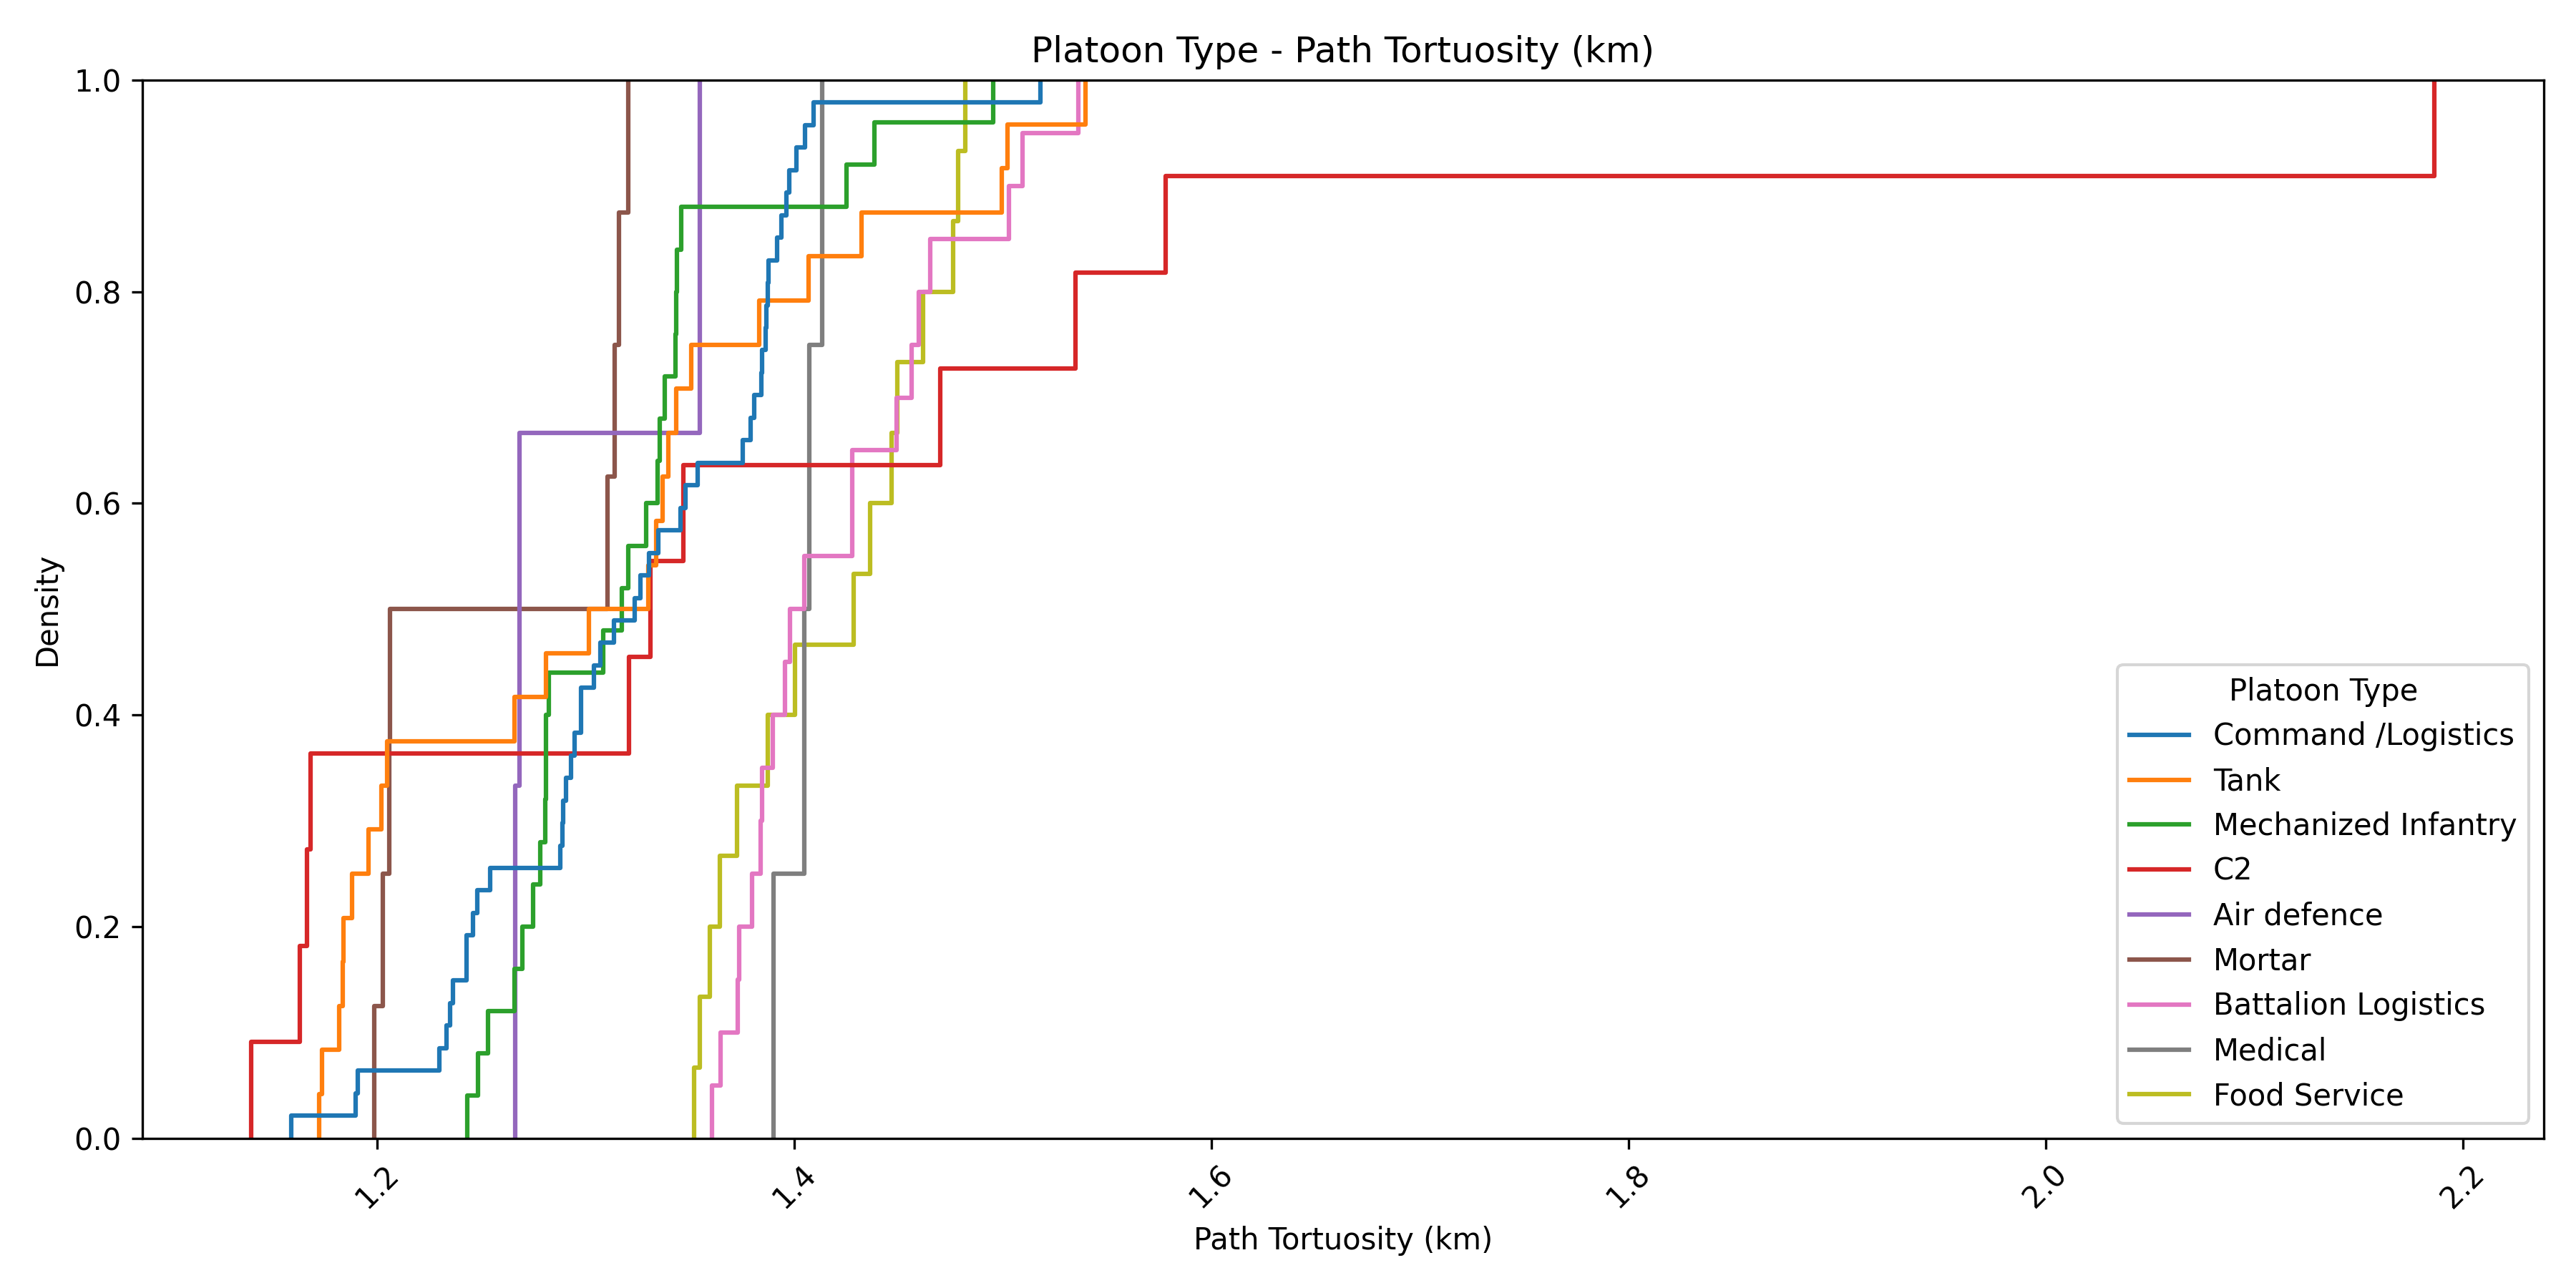 Platoon Type - Path Tortuosity (km)
1.0
0.8
0.6
0.4
0.2
0.0
Density
1.2
1.4
1.6
1.8
2.0
2.2
Path Tortuosity (km)
Platoon Type
Command /Logistics
Tank
Mechanized Infantry
C2
Air defence
Mortar
Battalion Logistics
Medical
Food Service